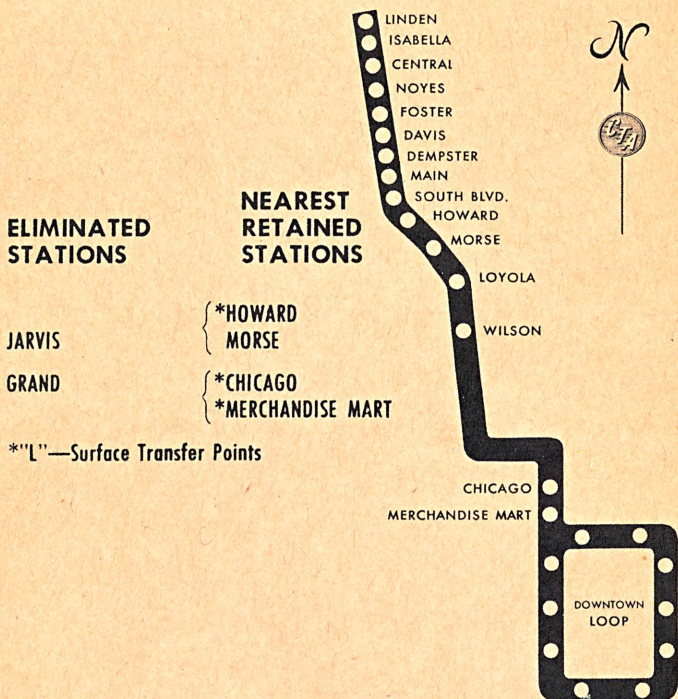 LINDEN
ISABELLA
CENTRAL
NOYES
FOSTER
DAVIS
DEMPSTER
MAIN
SOUTH BLVD.
HOWARD
MORSE
LOYOLA
WILSON
CHICAGO
MERCHANDISE MART
DOWNTOWN
LOOP
N
CTA
ELIMINATED
STATIONS
NEAREST
RETAINED
STATIONS
JARVIS
*HOWARD
MORSE
GRAND
*CHICAGO
*MERCHANDISE MART
*"L"—Surface Transfer Points